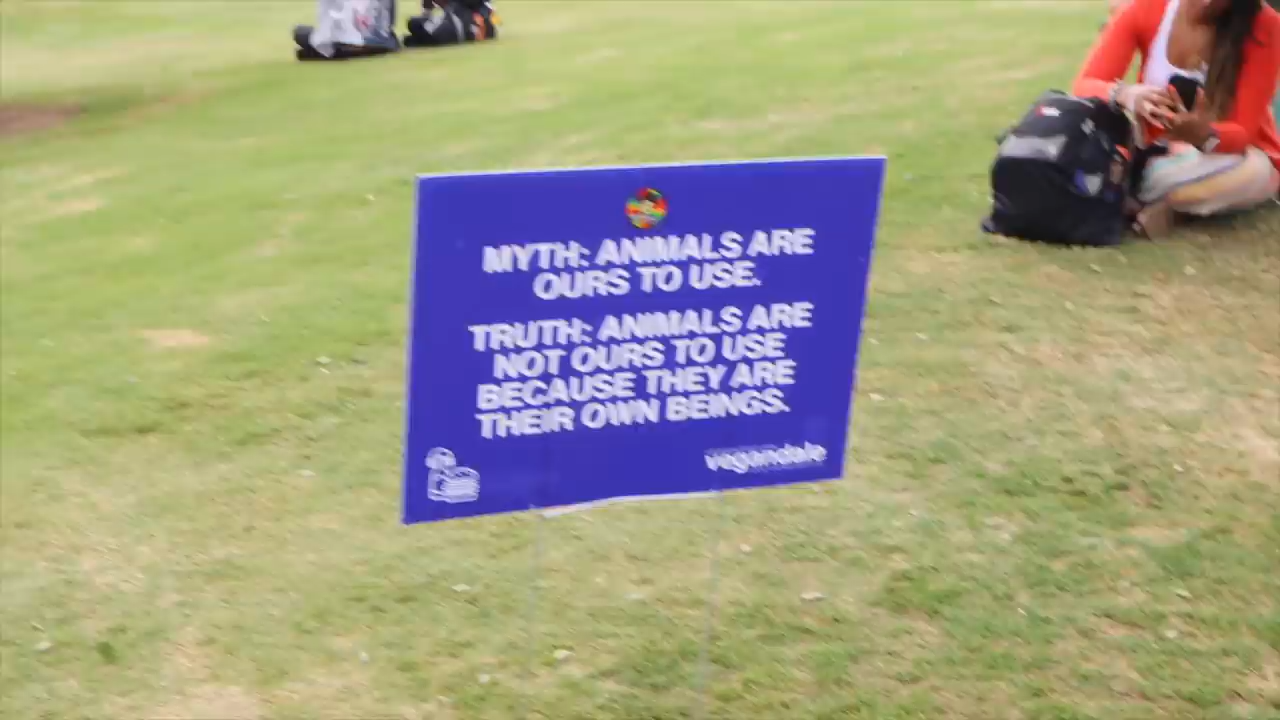 MYTH: ANIMALS ARE
OURS TO USE.
TRUTH: ANIMALS ARE
NOT OURS TO USE
BECAUSE THEY ARE
THEIR OWN BEINGS.
vegandale